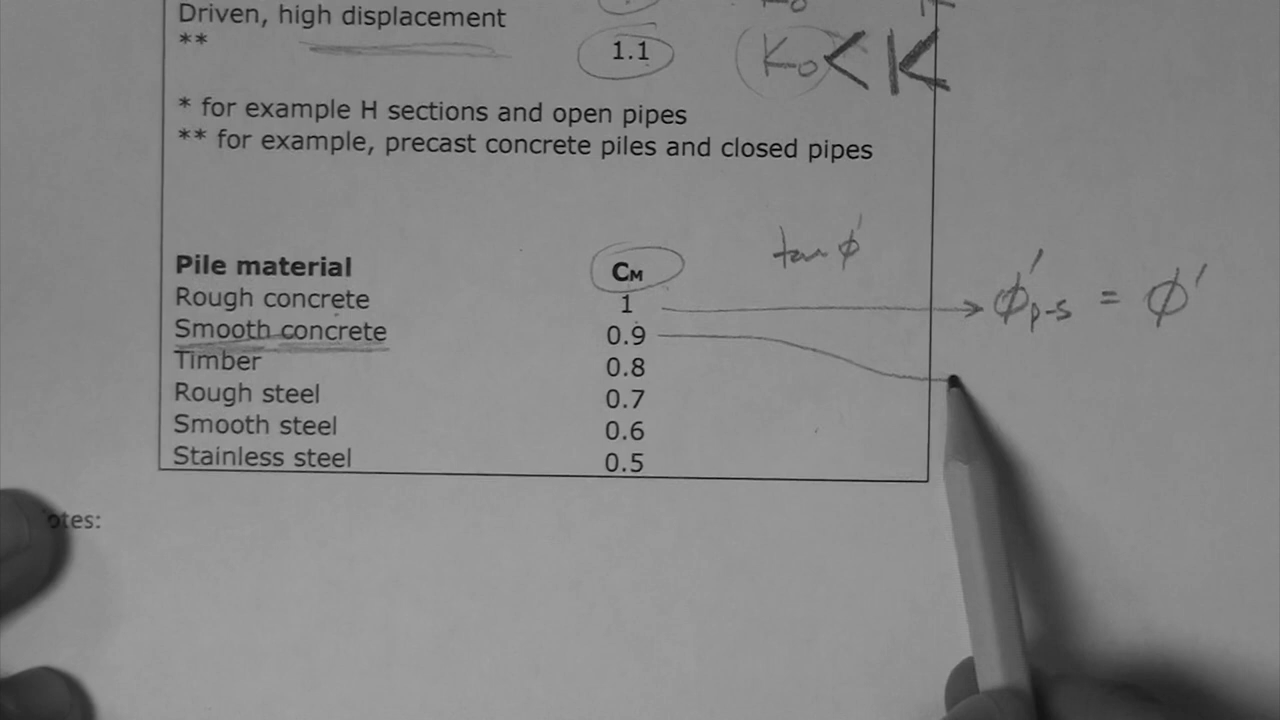 Driven, high displacement
**
1.1
K₀ < K
* for example H sections and open pipes
** for example, precast concrete piles and closed pipes
tan ϕ'
Pile material CM
Rough concrete 1 → ϕ'p-s = ϕ'
Smooth concrete 0.9
Timber 0.8
Rough steel 0.7
Smooth steel 0.6
Stainless steel 0.5
otes: